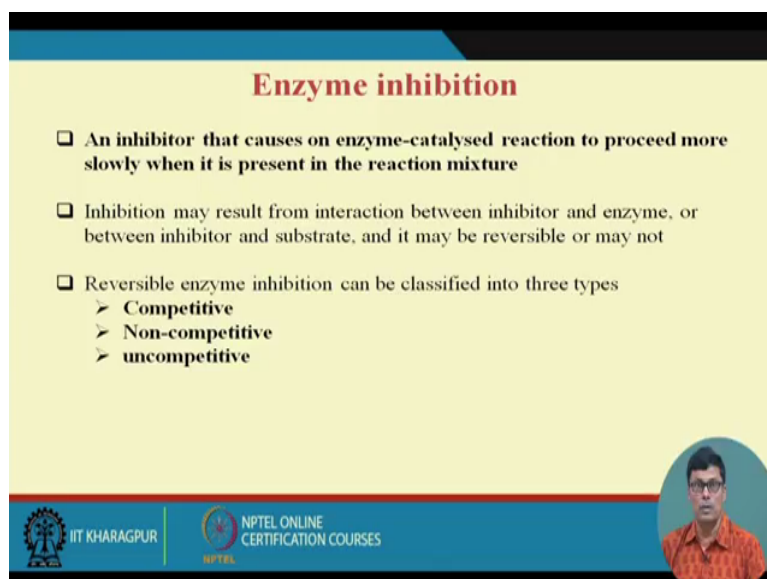 Enzyme inhibition
❑ An inhibitor that causes on enzyme-catalysed reaction to proceed more
slowly when it is present in the reaction mixture
❑ Inhibition may result from interaction between inhibitor and enzyme, or
between inhibitor and substrate, and it may be reversible or may not
❑ Reversible enzyme inhibition can be classified into three types
➢ Competitive
➢ Non-competitive
➢ uncompetitive
IIT KHARAGPUR
NPTEL
NPTEL ONLINE
CERTIFICATION COURSES